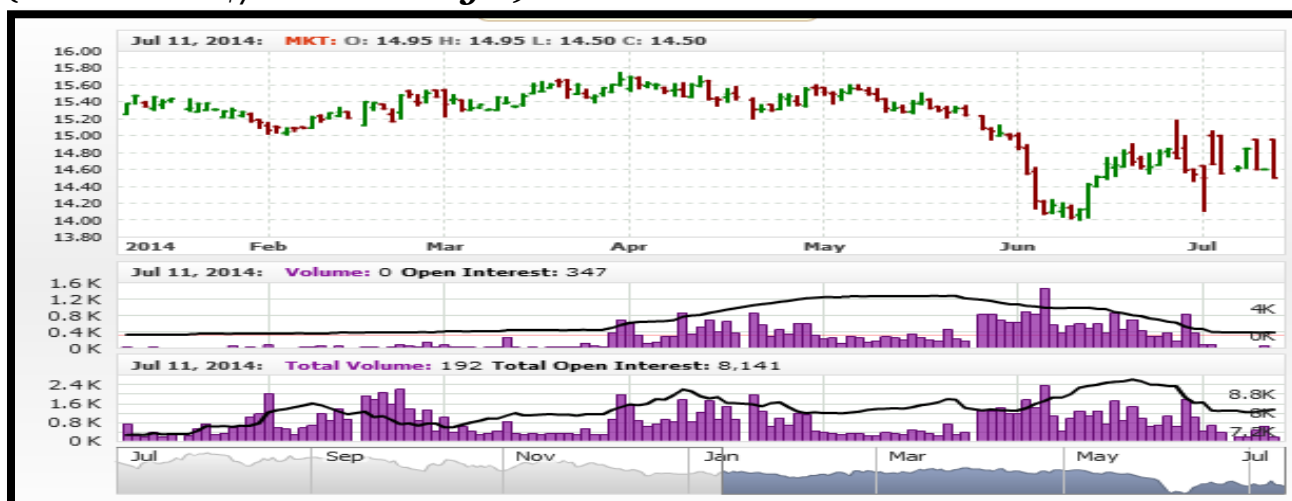 Jul 11, 2014: MKT: O: 14.95 H: 14.95 L: 14.50 C: 14.50
16.00
15.80
15.60
15.40
15.20
15.00
14.80
14.60
14.40
14.20
14.00
13.80
2014 Feb Mar Apr May Jun Jul
Jul 11, 2014: Volume: 0 Open Interest: 347
1.6 K
1.2 K
0.8 K
0.4 K
0 K
4K
0K
Jul 11, 2014: Total Volume: 192 Total Open Interest: 8,141
2.4 K
1.6 K
0.8 K
0 K
8.8K
8K
Jul Sep Nov Jan Mar May Jul